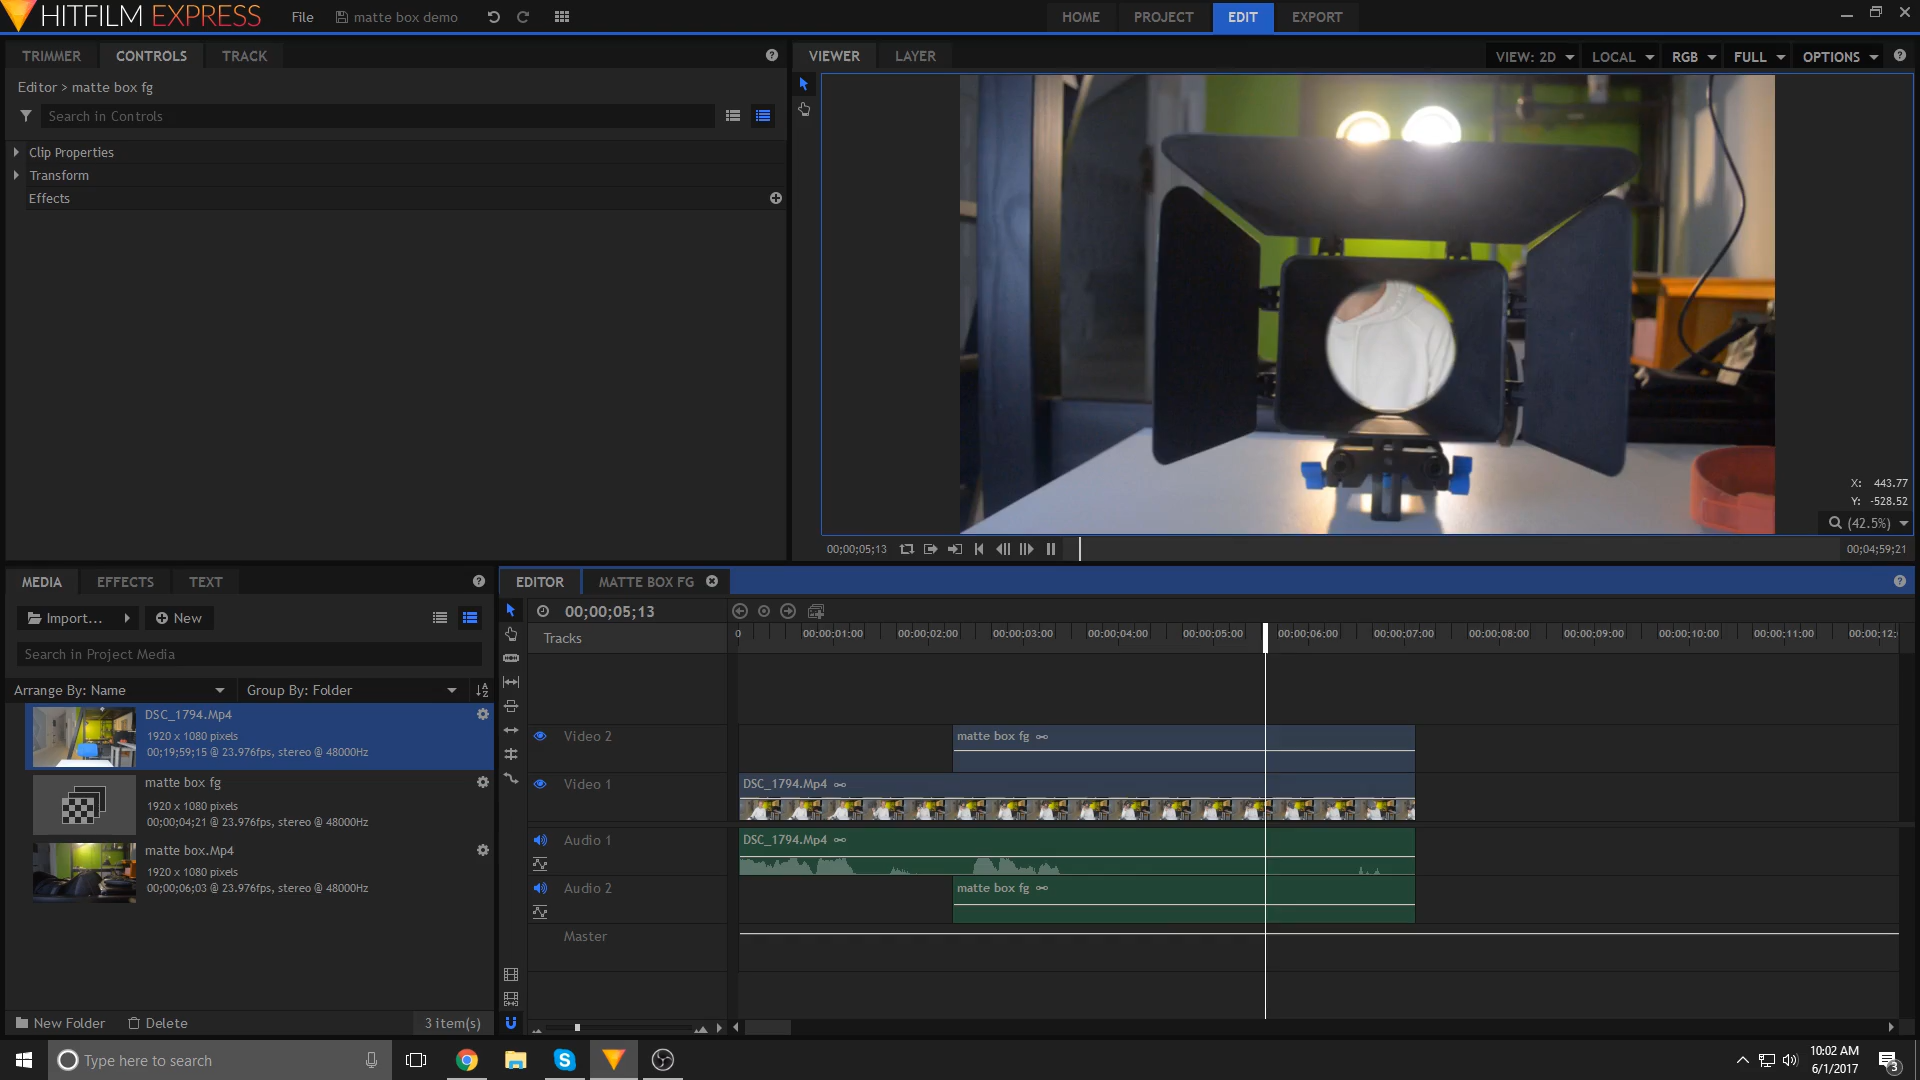 HITFILM EXPRESS File matte box demo HOME PROJECT EDIT EXPORT
TRIMMER CONTROLS TRACK
Editor > matte box fg
Search in Controls
Clip Properties
Transform
Effects
VIEWER LAYER VIEW: 2D LOCAL RGB FULL OPTIONS
X: 443.77
Y: -528.52
(42.5%)
00;00;05;13 00;04;59;21
MEDIA EFFECTS TEXT
Import... New
Search in Project Media
Arrange By: Name Group By: Folder
DSC_1794.Mp4
1920 x 1080 pixels
00;19;59;15 @ 23.976fps, stereo @ 48000Hz
matte box fg
1920 x 1080 pixels
00;00;04;21 @ 23.976fps, stereo @ 48000Hz
matte box.Mp4
1920 x 1080 pixels
00;00;06;03 @ 23.976fps, stereo @ 48000Hz
New Folder Delete 3 item(s)
EDITOR MATTE BOX FG
00;00;05;13
Tracks 0 00:00:01:00 00:00:02:00 00:00:03:00 00:00:04:00 00:00:05:00 00:00:06:00 00:00:07:00 00:00:08:00 00:00:09:00 00:00:10:00 00:00:11:00 00:00:12:
Video 2 matte box fg
Video 1 DSC_1794.Mp4
Audio 1 DSC_1794.Mp4
Audio 2 matte box fg
Master
Type here to search
10:02 AM
6/1/2017
3